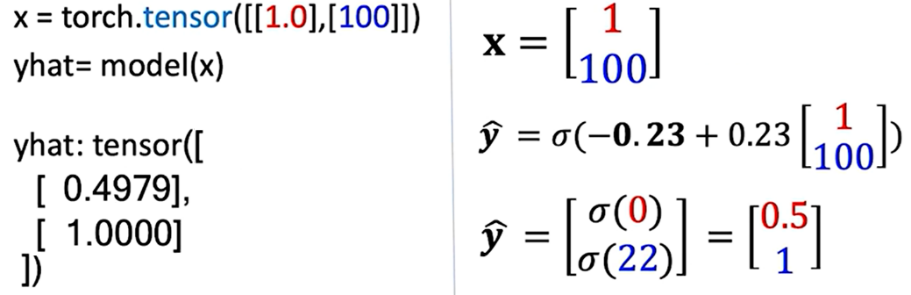 x = torch.tensor([[1.0],[100]])
yhat= model(x)
yhat: tensor([
[ 0.4979],
[ 1.0000]
])
x = [1
100]
ŷ = σ(−0.23 + 0.23 [1
100])
ŷ = [σ(0)
σ(22)] = [0.5
1]